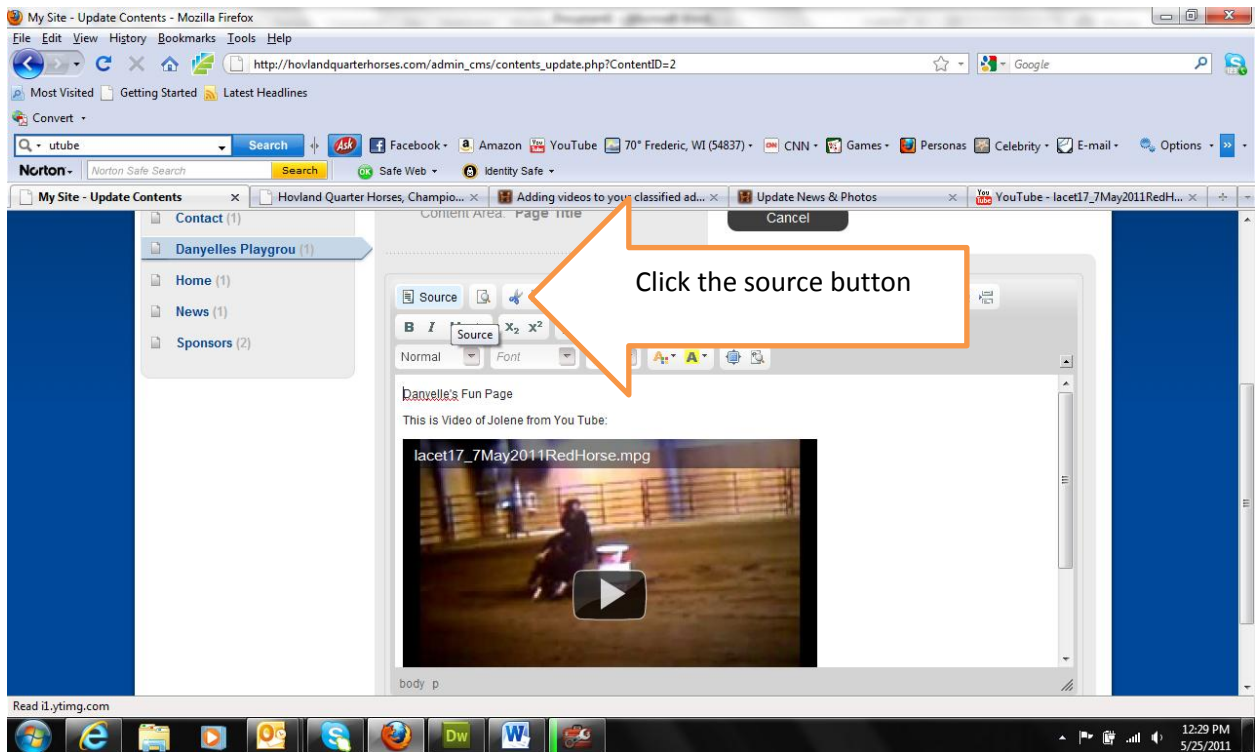 My Site - Update Contents - Mozilla Firefox
File Edit View History Bookmarks Tools Help
http://hovlandquarterhorses.com/admin_cms/contents_update.php?ContentID=2 Google
Most Visited Getting Started Latest Headlines
Convert
utube Search Ask Facebook Amazon YouTube 70° Frederic, WI (54837) CNN Games Personas Celebrity E-mail Options
Norton Norton Safe Search Search Safe Web Identity Safe
My Site - Update Contents Hovland Quarter Horses, Champio... Adding videos to your classified ad... Update News & Photos YouTube - lacet17_7May2011RedH...
Contact (1) Content Area: Page Title Cancel
Danyelles Playgrou (1)
Home (1) Click the source button
Source
News (1)
B I X₂ X²
Source
Sponsors (2)
Normal Font A A
Danyelle's Fun Page
This is Video of Jolene from You Tube:
lacet17_7May2011RedHorse.mpg
body p
Read i1.ytimg.com
Dw W 12:29 PM
5/25/2011